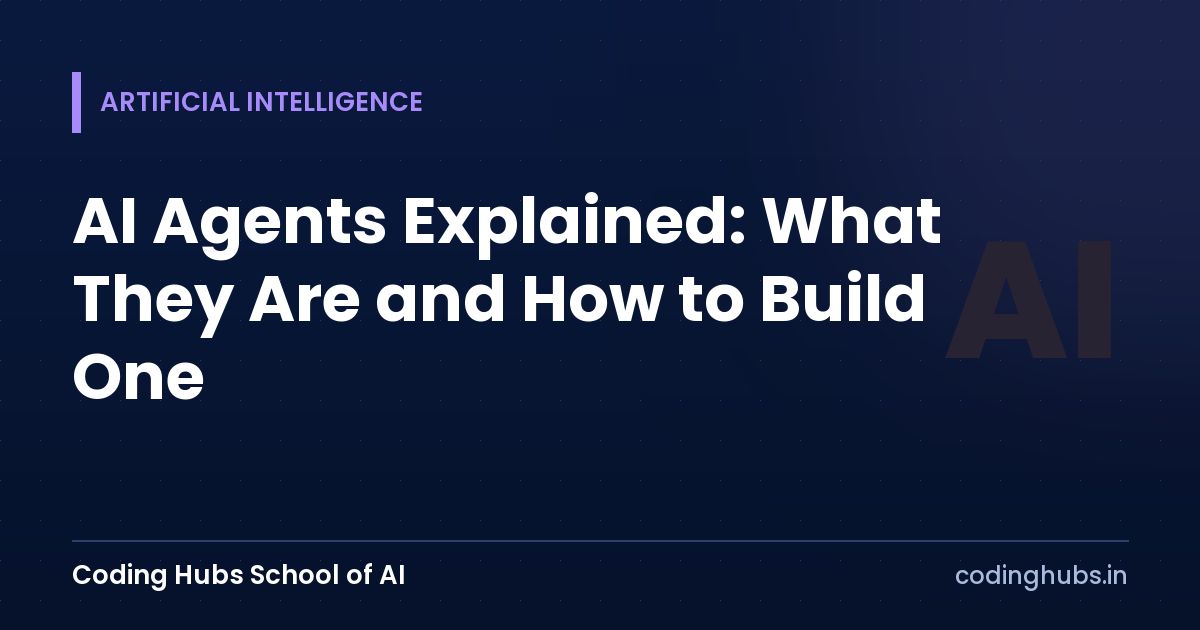 ARTIFICIAL INTELLIGENCE
AI Agents Explained: What
They Are and How to Build
One
AI
Coding Hubs School of AI
codinghubs.in